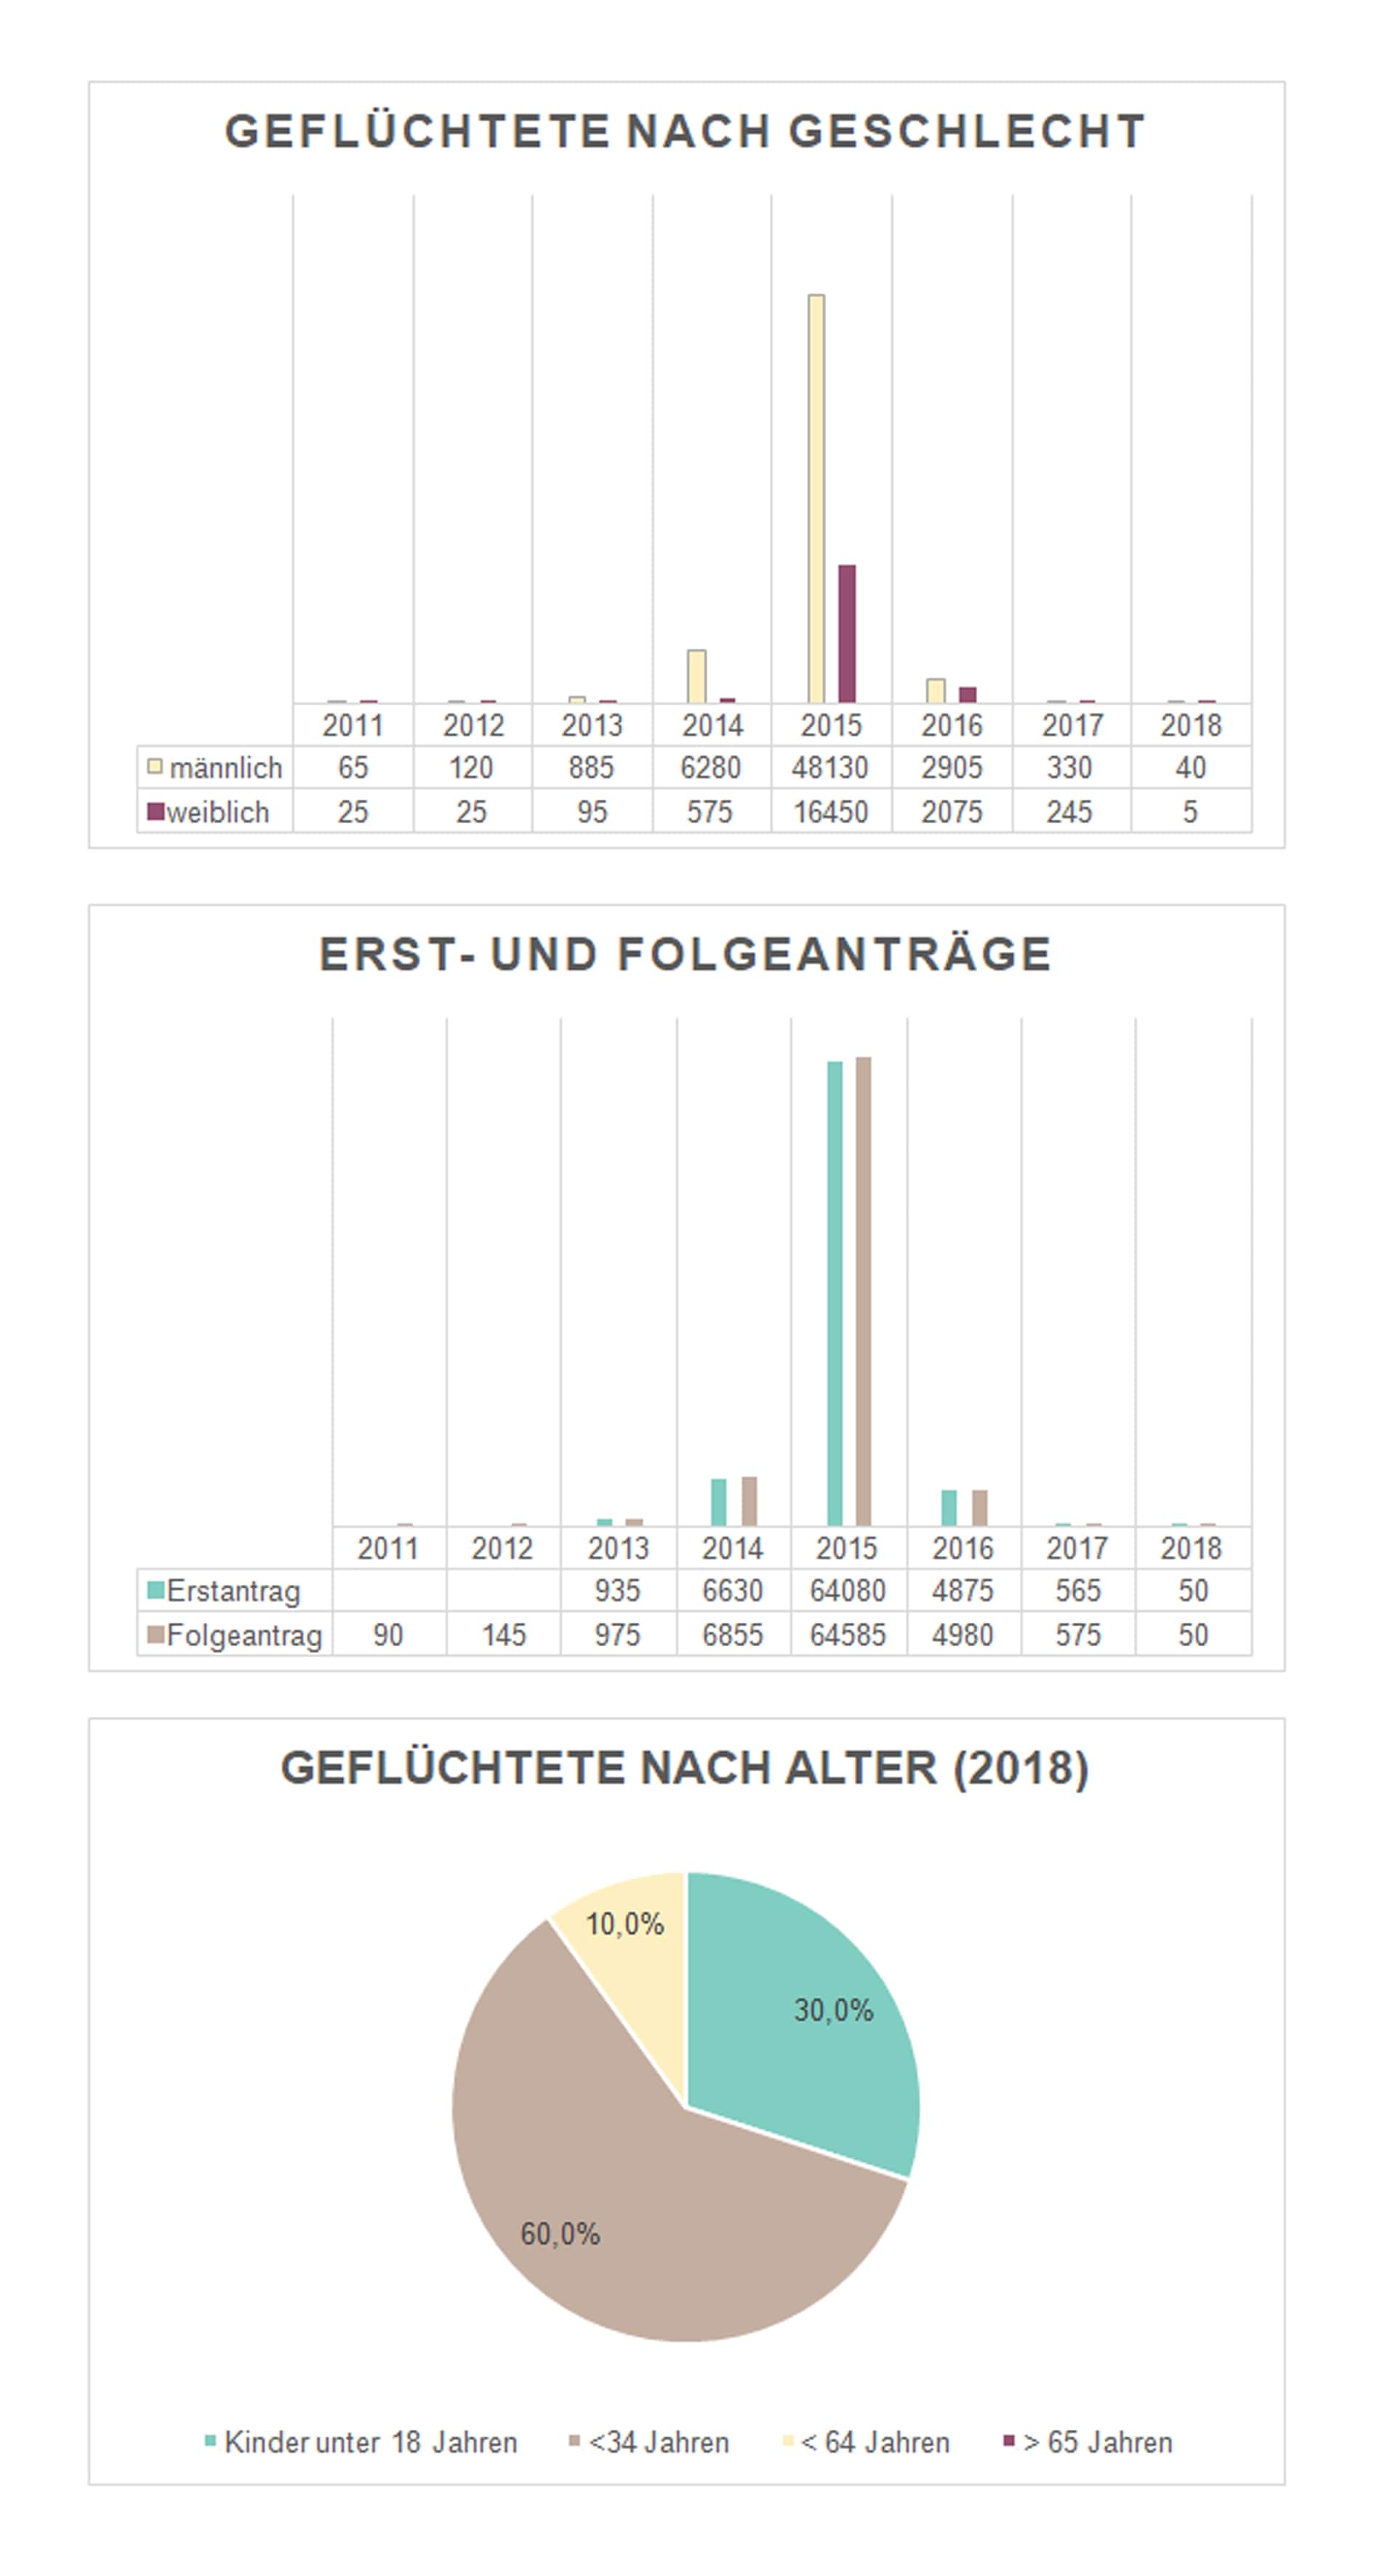 GEFLÜCHTETE NACH GESCHLECHT
2011 2012 2013 2014 2015 2016 2017 2018
männlich 65 120 885 6280 48130 2905 330 40
weiblich 25 25 95 575 16450 2075 245 5
ERST- UND FOLGEANTRÄGE
2011 2012 2013 2014 2015 2016 2017 2018
Erstantrag 935 6630 64080 4875 565 50
Folgeantrag 90 145 975 6855 64585 4980 575 50
GEFLÜCHTETE NACH ALTER (2018)
10,0%
30,0%
60,0%
Kinder unter 18 Jahren <34 Jahren < 64 Jahren > 65 Jahren